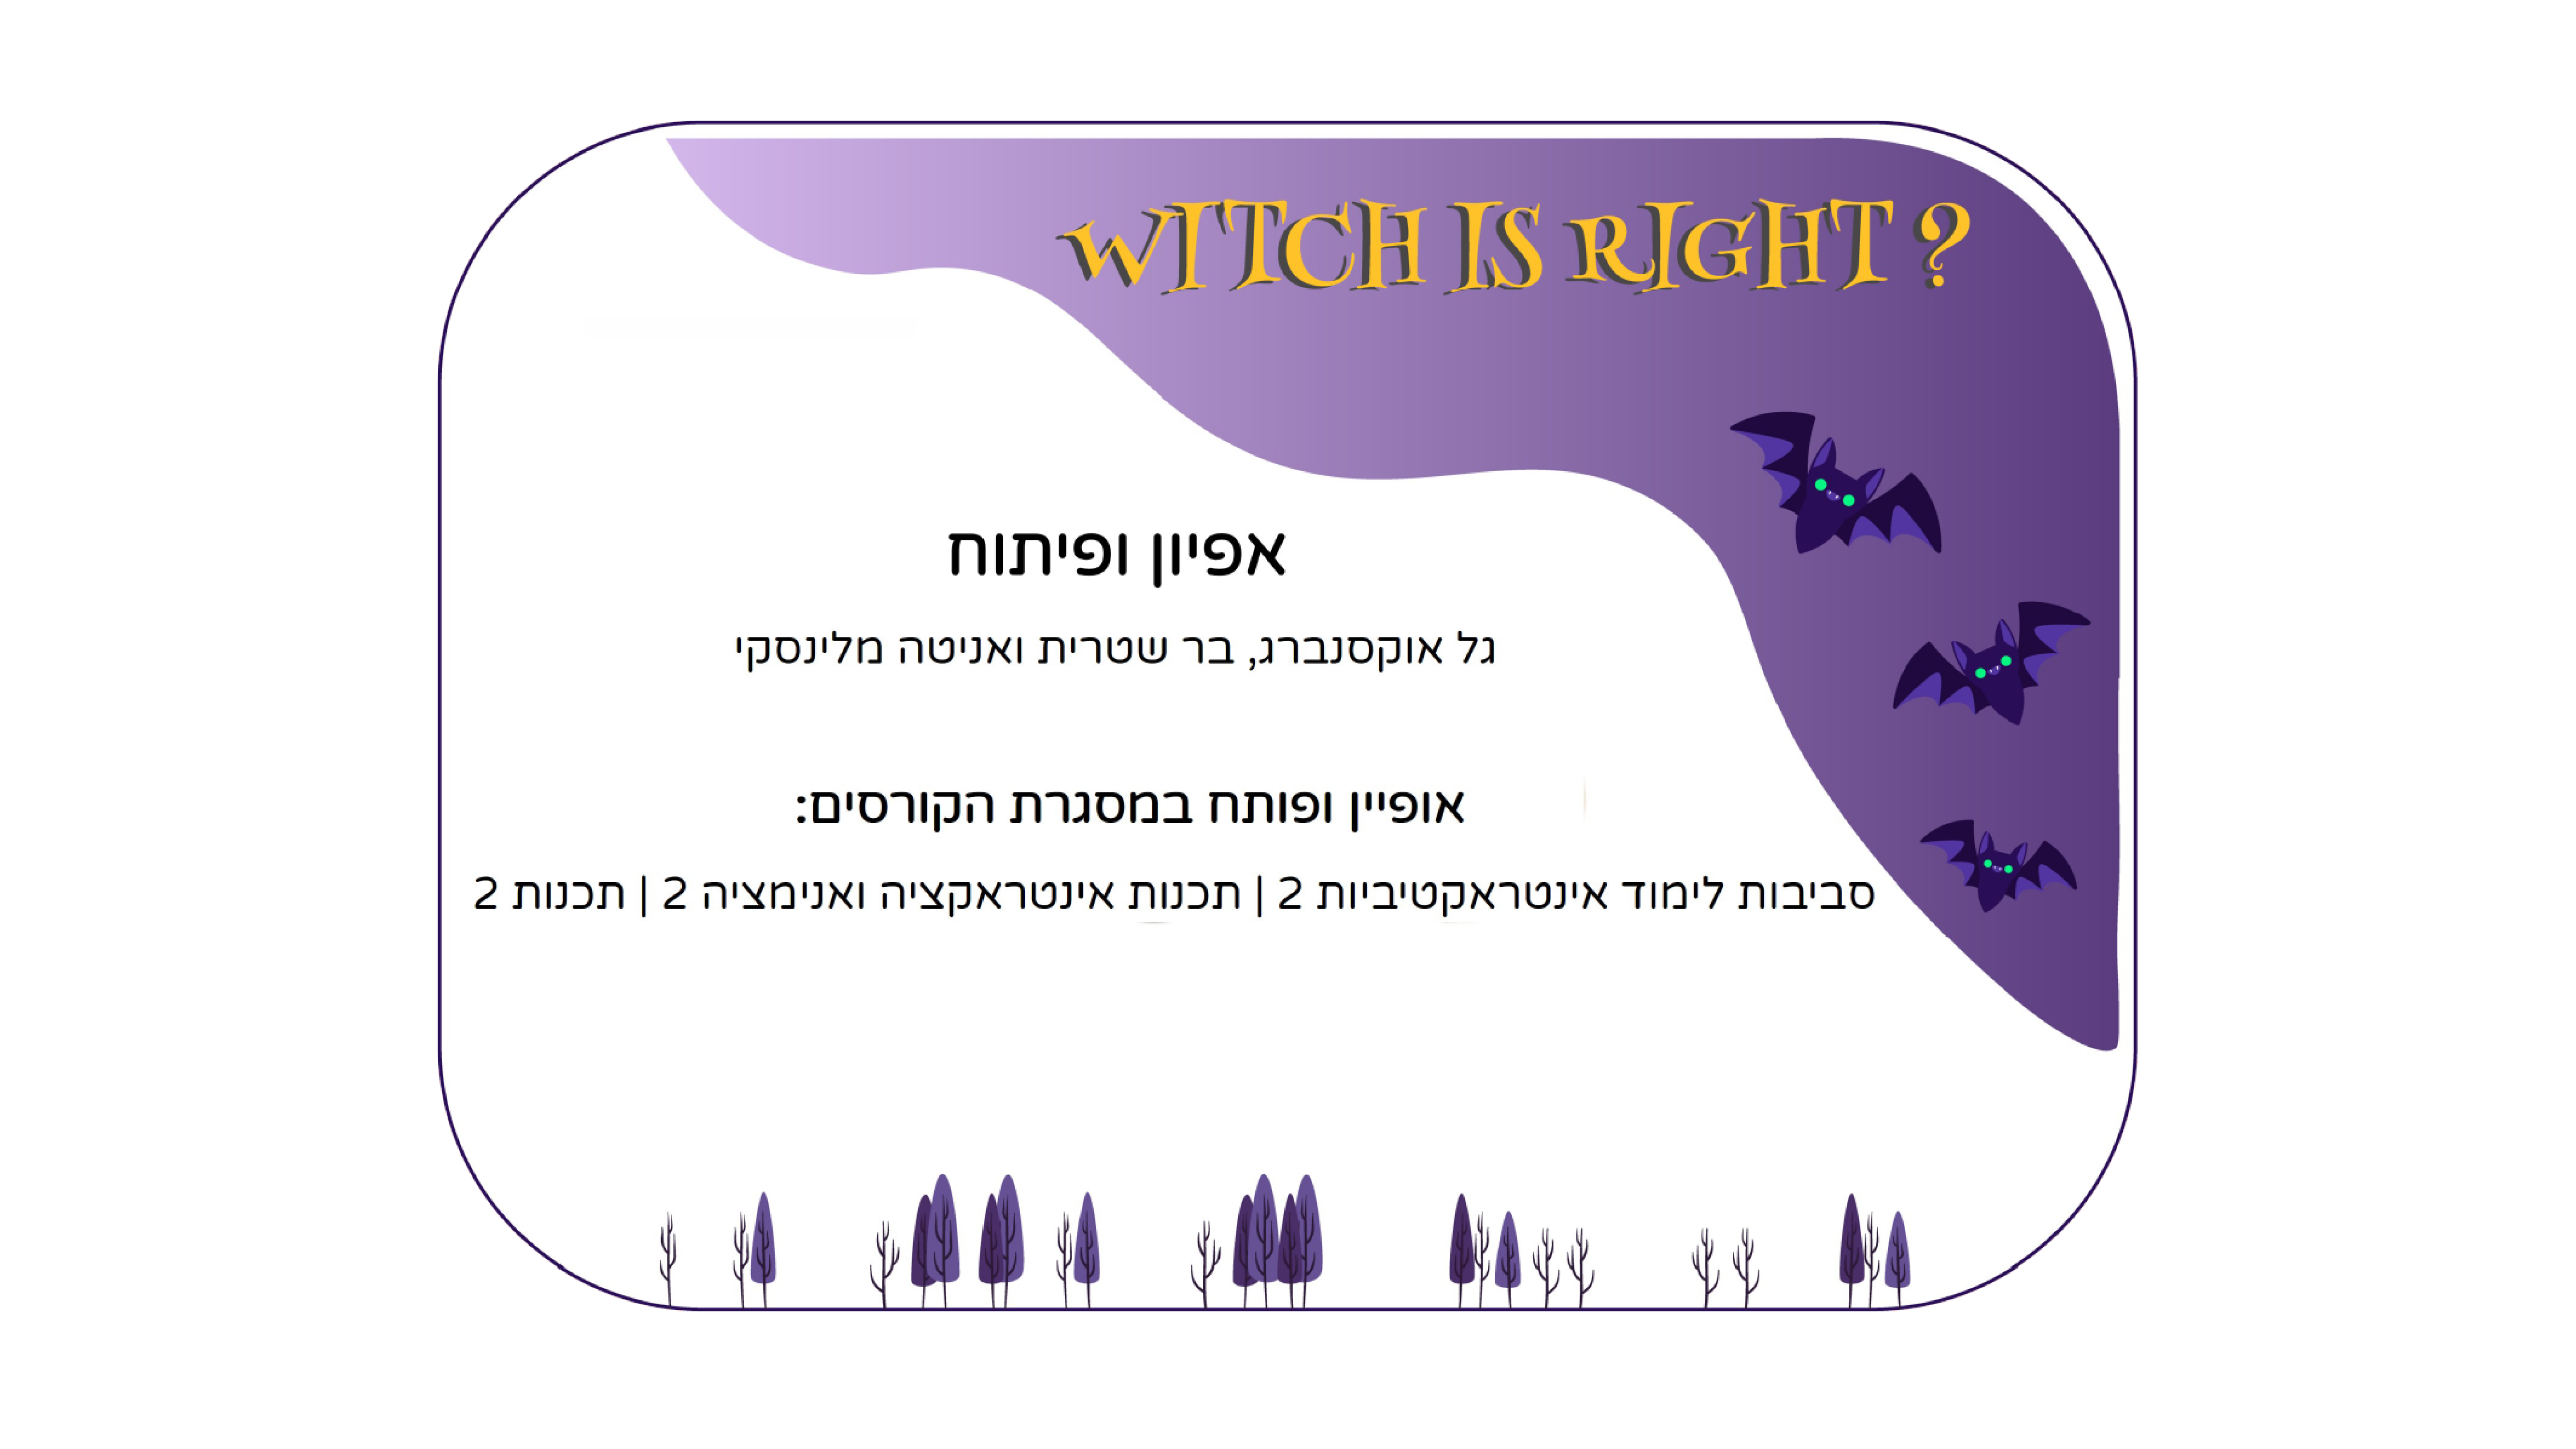 WITCH IS RIGHT ?
אפיון ופיתוח
גל אוקסנברג, בר שטרית ואניטה מלינסקי
אופיין ופותח במסגרת הקורסים:
סביבות לימוד אינטראקטיביות 2 | תכנות אינטראקציה ואנימציה 2 | תכנות 2